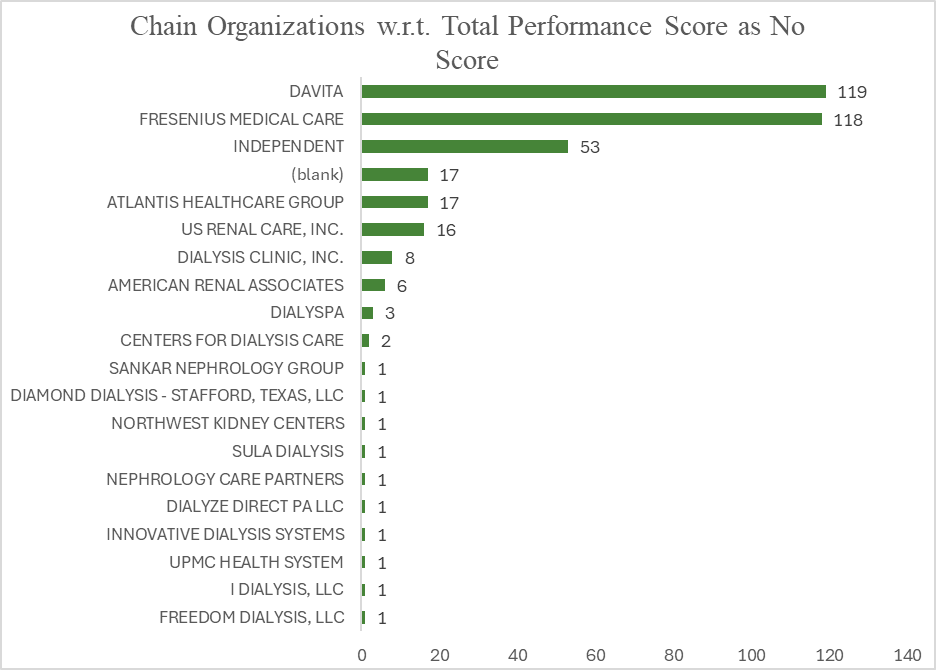 Chain Organizations w.r.t. Total Performance Score as No
Score
DAVITA 119
FRESENIUS MEDICAL CARE 118
INDEPENDENT 53
(blank) 17
ATLANTIS HEALTHCARE GROUP 17
US RENAL CARE, INC. 16
DIALYSIS CLINIC, INC. 8
AMERICAN RENAL ASSOCIATES 6
DIALYSPA 3
CENTERS FOR DIALYSIS CARE 2
SANKAR NEPHROLOGY GROUP 1
DIAMOND DIALYSIS - STAFFORD, TEXAS, LLC 1
NORTHWEST KIDNEY CENTERS 1
SULA DIALYSIS 1
NEPHROLOGY CARE PARTNERS 1
DIALYZE DIRECT PA LLC 1
INNOVATIVE DIALYSIS SYSTEMS 1
UPMC HEALTH SYSTEM 1
I DIALYSIS, LLC 1
FREEDOM DIALYSIS, LLC 1
0 20 40 60 80 100 120 140